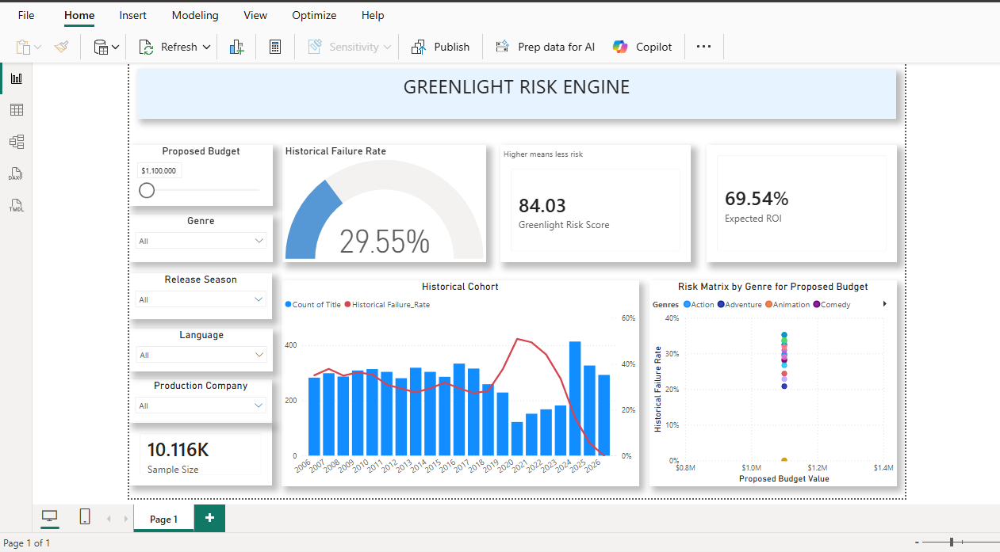 File Home Insert Modeling View Optimize Help
Refresh Sensitivity Publish Prep data for AI Copilot
DAX
TMDL
GREENLIGHT RISK ENGINE
Proposed Budget
$1,100,000
Genre
All
Release Season
All
Language
All
Production Company
All
10.116K
Sample Size
Historical Failure Rate
29.55%
Higher means less risk
84.03
Greenlight Risk Score
69.54%
Expected ROI
Historical Cohort
Count of Title Historical Failure_Rate
400
200
0
60%
40%
20%
0%
2006 2007 2008 2009 2010 2011 2012 2013 2014 2015 2016 2017 2018 2019 2020 2021 2022 2023 2024 2025 2026
Risk Matrix by Genre for Proposed Budget
Genres Action Adventure Animation Comedy
Historical Failure Rate
40%
30%
20%
10%
0%
$0.8M $1.0M $1.2M $1.4M
Proposed Budget Value
Page 1
Page 1 of 1